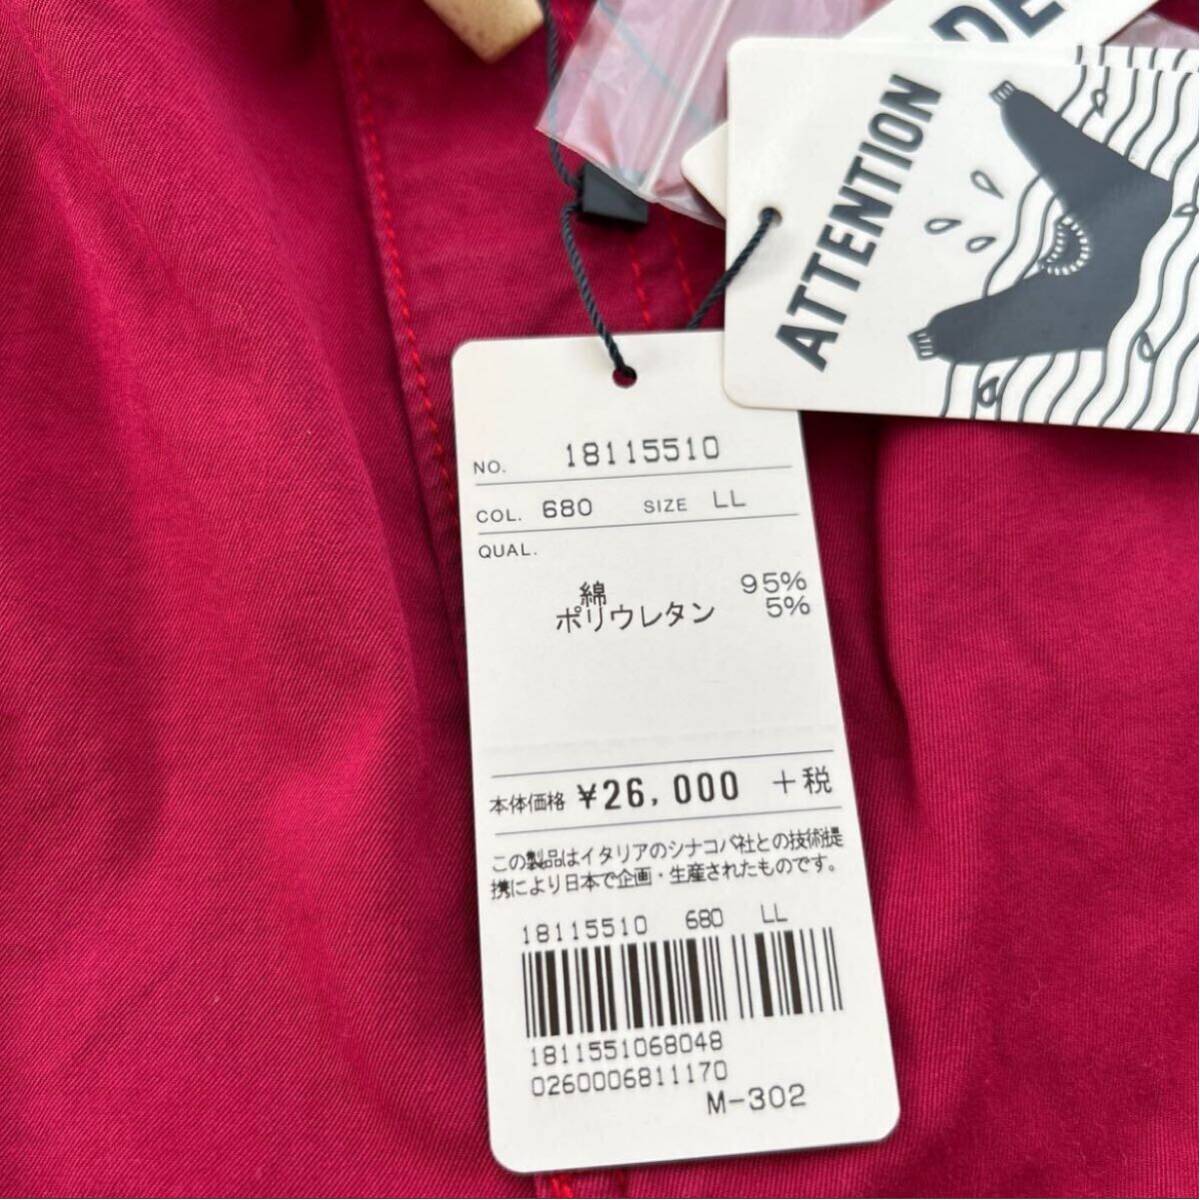 ATTENTION
DE
NO. 18115510
COL. 680 SIZE LL
QUAL.
綿 95%
ポリウレタン 5%
本体価格 ¥26,000 +税
この製品はイタリアのシナコバ社との技術提
携により日本で企画・生産されたものです。
18115510 680 LL
1811551068048
0260006811170
M-302